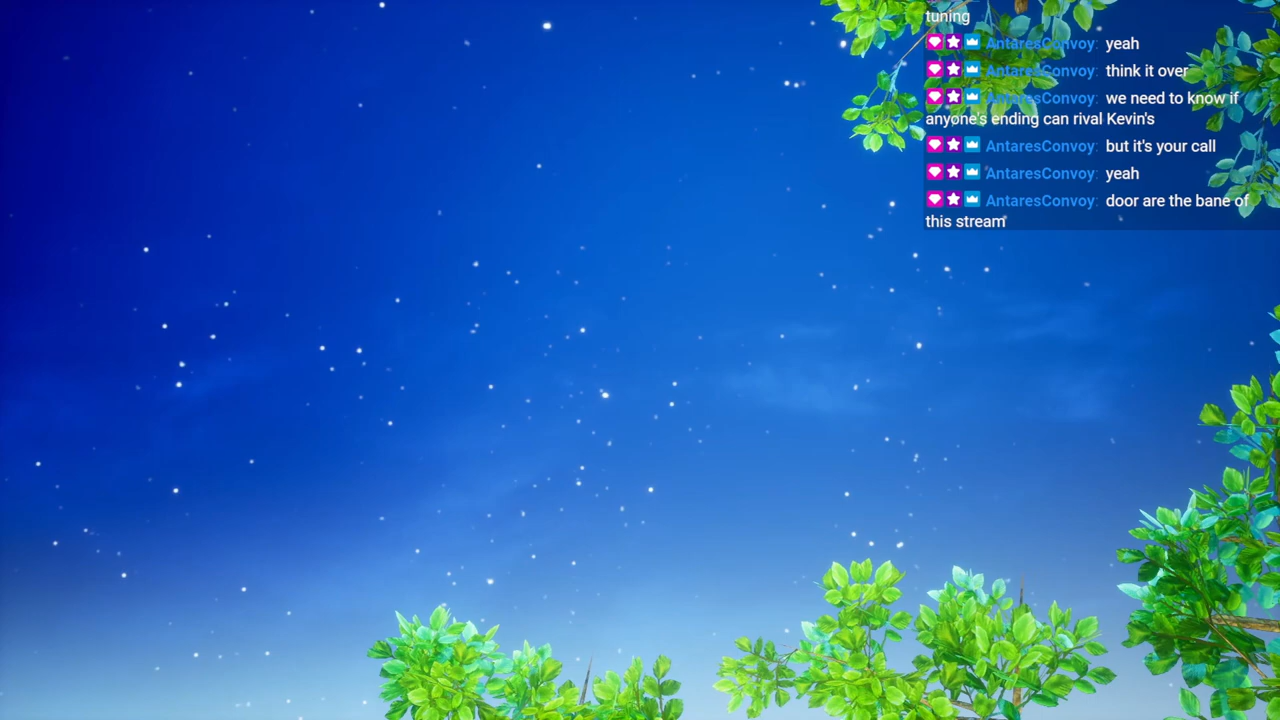 tuning
AntaresConvoy: yeah
AntaresConvoy: think it over
AntaresConvoy: we need to know if
anyone's ending can rival Kevin's
AntaresConvoy: but it's your call
AntaresConvoy: yeah
AntaresConvoy: door are the bane of
this stream